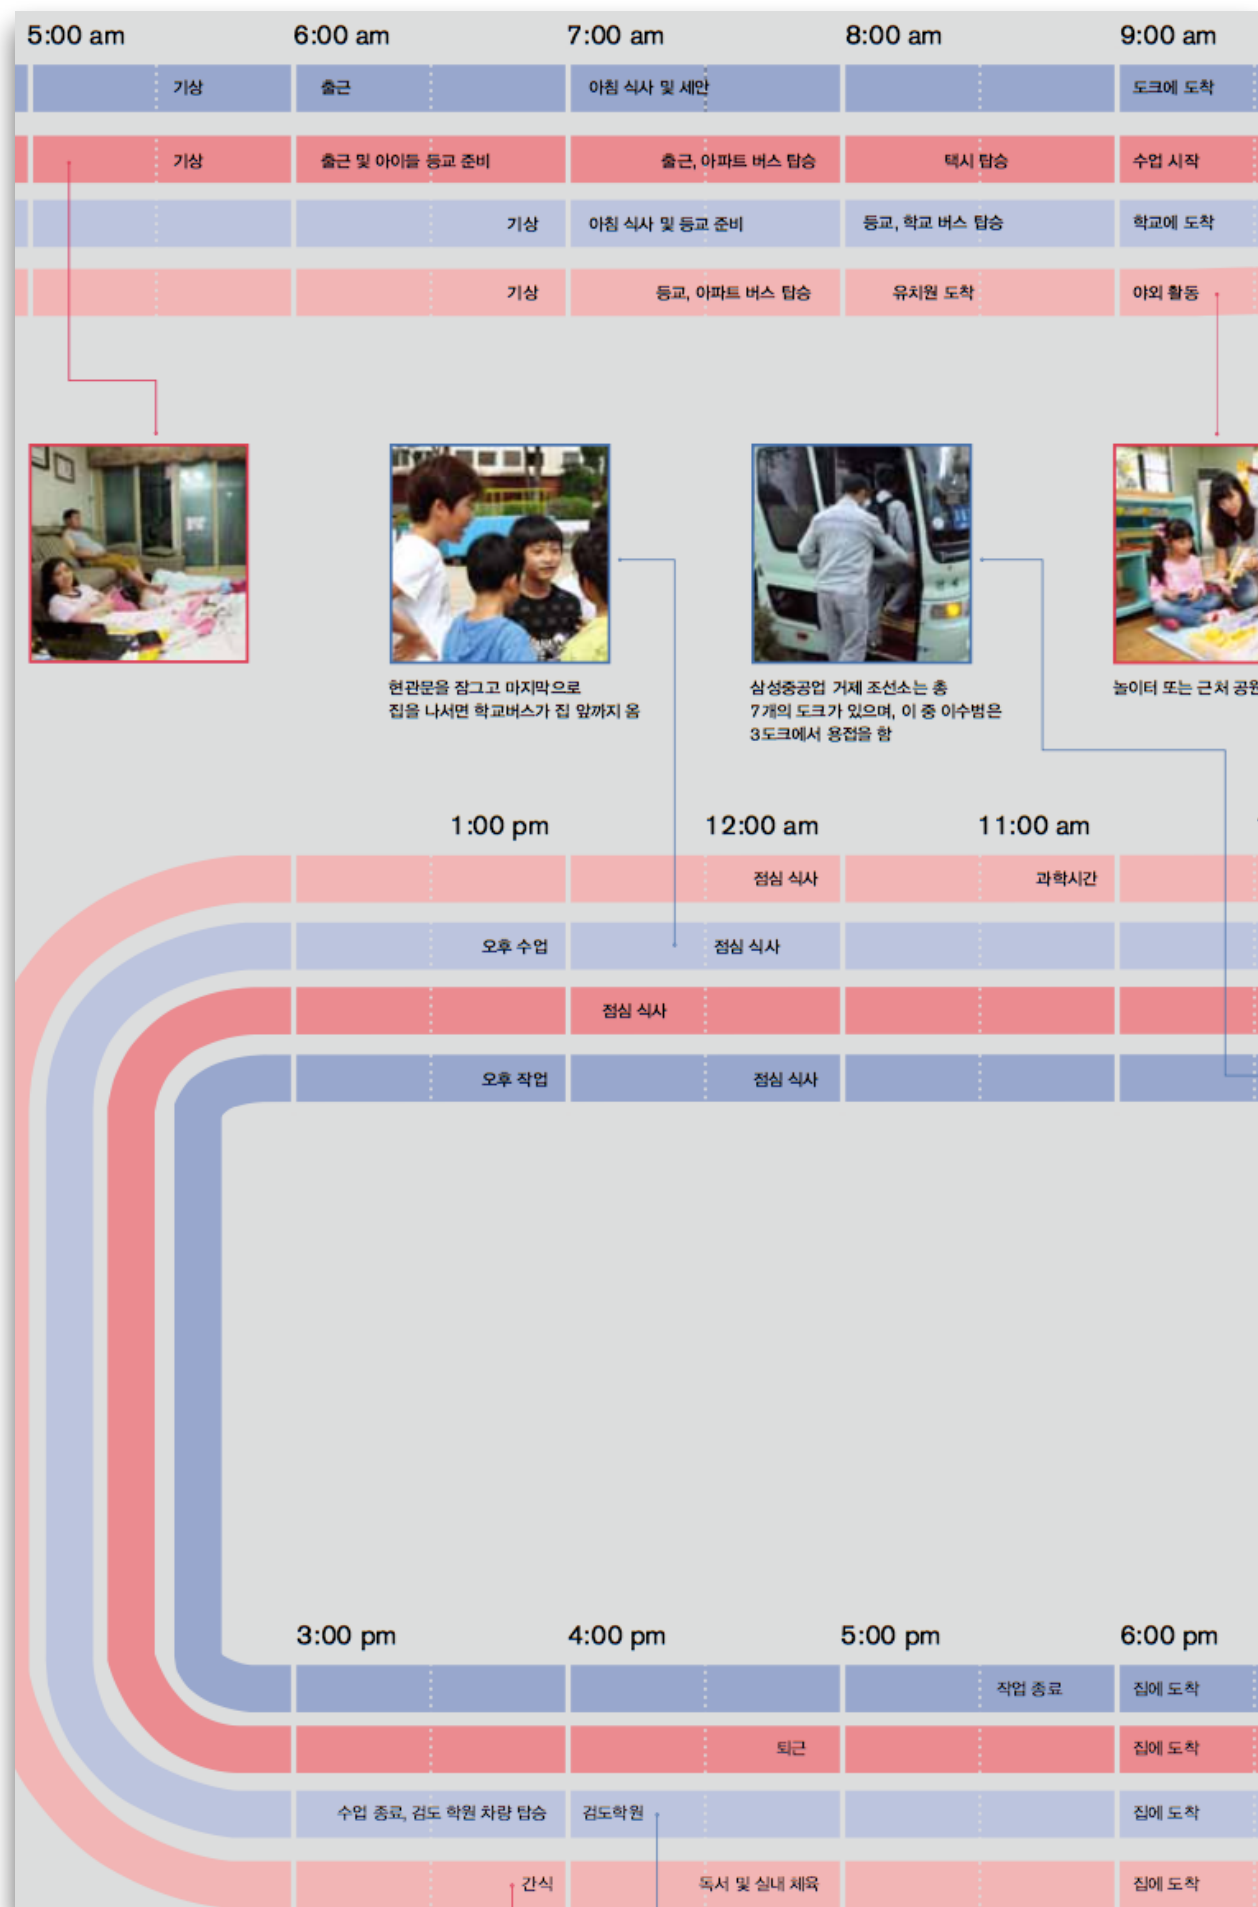 5:00 am 6:00 am 7:00 am 8:00 am 9:00 am
기상 출근 아침 식사 및 세안 도크에 도착
기상 출근 및 아이들 등교 준비 출근, 아파트 버스 탑승 택시 탑승 수업 시작
기상 아침 식사 및 등교 준비 등교, 학교 버스 탑승 학교에 도착
기상 등교, 아파트 버스 탑승 유치원 도착 야외 활동
현관문을 잠그고 마지막으로
집을 나서면 학교버스가 집 앞까지 옴
삼성중공업 거제 조선소는 총
7개의 도크가 있으며, 이 중 이수범은
3도크에서 용접을 함
놀이터 또는 근처 공원
1:00 pm 12:00 am 11:00 am
점심 식사 과학시간
오후 수업 점심 식사
점심 식사
오후 작업 점심 식사
3:00 pm 4:00 pm 5:00 pm 6:00 pm
작업 종료 집에 도착
퇴근 집에 도착
수업 종료, 검도 학원 차량 탑승 검도학원 집에 도착
간식 독서 및 실내 체육 집에 도착